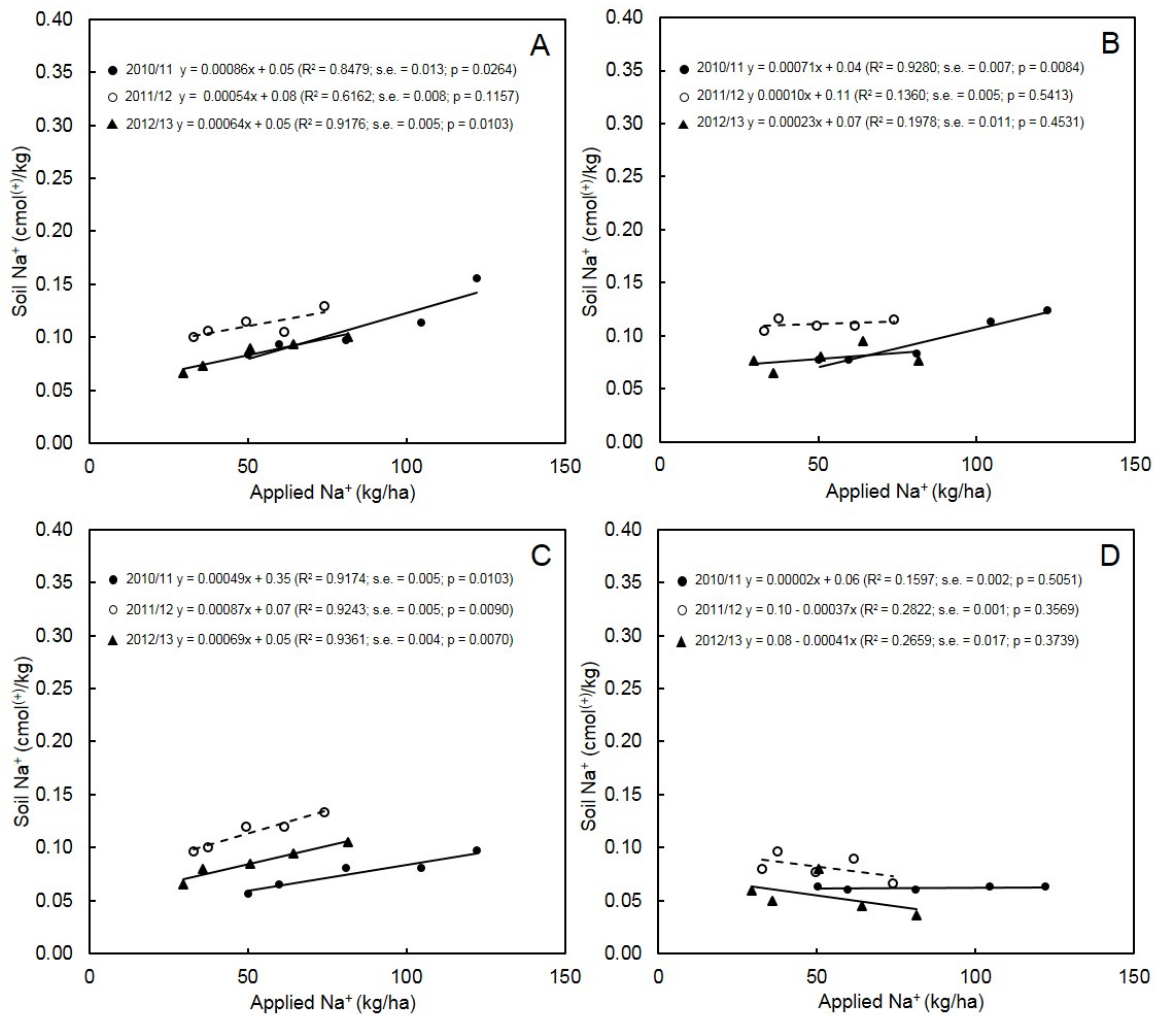 A
2010/11 y = 0.00086x + 0.05 (R² = 0.8479; s.e. = 0.013; p = 0.0264)
2011/12 y = 0.00054x + 0.08 (R² = 0.6162; s.e. = 0.008; p = 0.1157)
2012/13 y = 0.00064x + 0.05 (R² = 0.9176; s.e. = 0.005; p = 0.0103)
Soil Na⁺ (cmol⁽⁺⁾/kg)
0.40
0.35
0.30
0.25
0.20
0.15
0.10
0.05
0.00
0 50 100 150
Applied Na⁺ (kg/ha)
B
2010/11 y = 0.00071x + 0.04 (R² = 0.9280; s.e. = 0.007; p = 0.0084)
2011/12 y 0.00010x + 0.11 (R² = 0.1360; s.e. = 0.005; p = 0.5413)
2012/13 y = 0.00023x + 0.07 (R² = 0.1978; s.e. = 0.011; p = 0.4531)
Soil Na⁺ (cmol⁽⁺⁾/kg)
0.40
0.35
0.30
0.25
0.20
0.15
0.10
0.05
0.00
0 50 100 150
Applied Na⁺ (kg/ha)
C
2010/11 y = 0.00049x + 0.35 (R² = 0.9174; s.e. = 0.005; p = 0.0103)
2011/12 y = 0.00087x + 0.07 (R² = 0.9243; s.e. = 0.005; p = 0.0090)
2012/13 y = 0.00069x + 0.05 (R² = 0.9361; s.e. = 0.004; p = 0.0070)
Soil Na⁺ (cmol⁽⁺⁾/kg)
0.40
0.35
0.30
0.25
0.20
0.15
0.10
0.05
0.00
0 50 100 150
Applied Na⁺ (kg/ha)
D
2010/11 y = 0.00002x + 0.06 (R² = 0.1597; s.e. = 0.002; p = 0.5051)
2011/12 y = 0.10 - 0.00037x (R² = 0.2822; s.e. = 0.001; p = 0.3569)
2012/13 y = 0.08 - 0.00041x (R² = 0.2659; s.e. = 0.017; p = 0.3739)
Soil Na⁺ (cmol⁽⁺⁾/kg)
0.40
0.35
0.30
0.25
0.20
0.15
0.10
0.05
0.00
0 50 100 150
Applied Na⁺ (kg/ha)